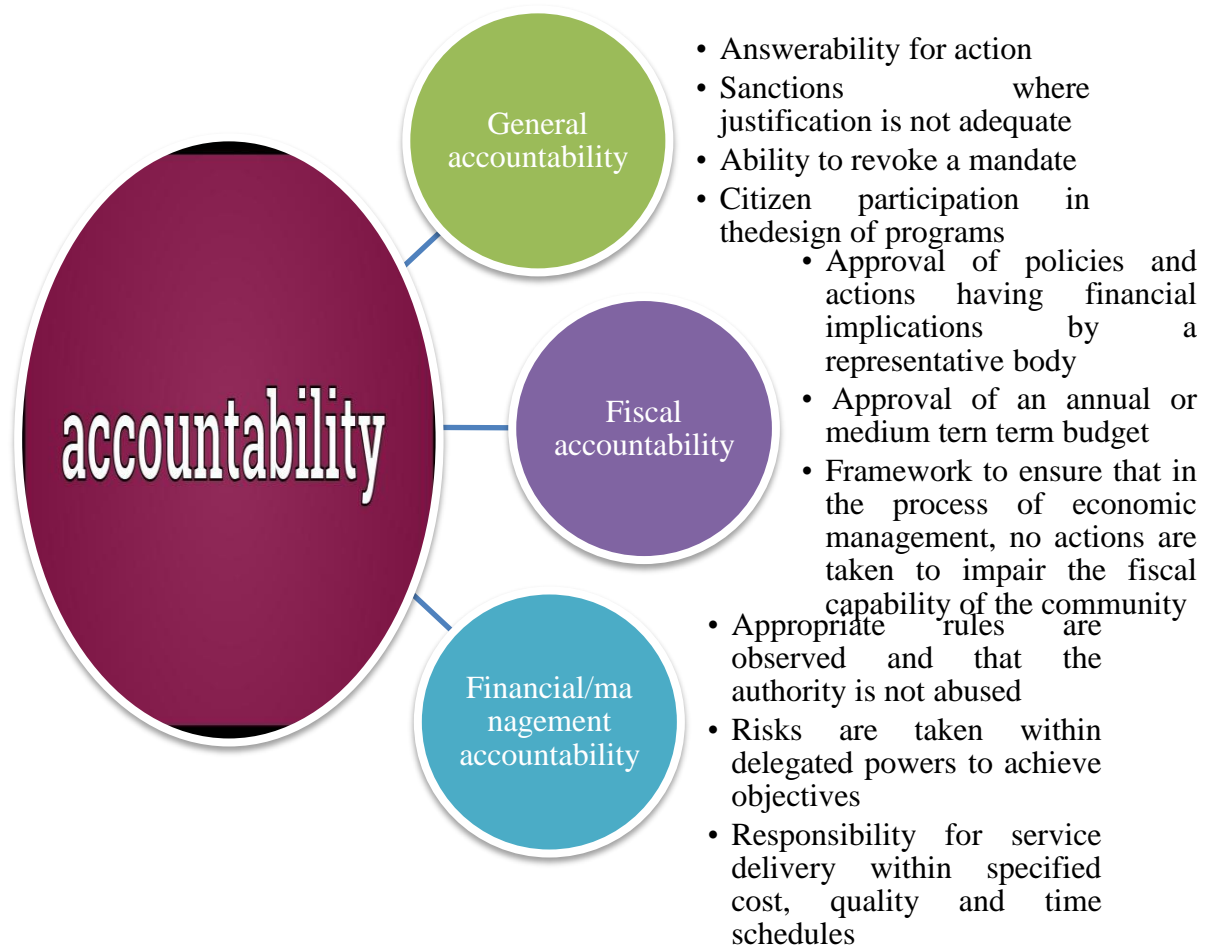 accountability
General
accountability
• Answerability for action
• Sanctions where
justification is not adequate
• Ability to revoke a mandate
• Citizen participation in
thedesign of programs
Fiscal
accountability
• Approval of policies and
actions having financial
implications by a
representative body
• Approval of an annual or
medium tern term budget
• Framework to ensure that in
the process of economic
management, no actions are
taken to impair the fiscal
capability of the community
Financial/ma
nagement
accountability
• Appropriate rules are
observed and that the
authority is not abused
• Risks are taken within
delegated powers to achieve
objectives
• Responsibility for service
delivery within specified
cost, quality and time
schedules